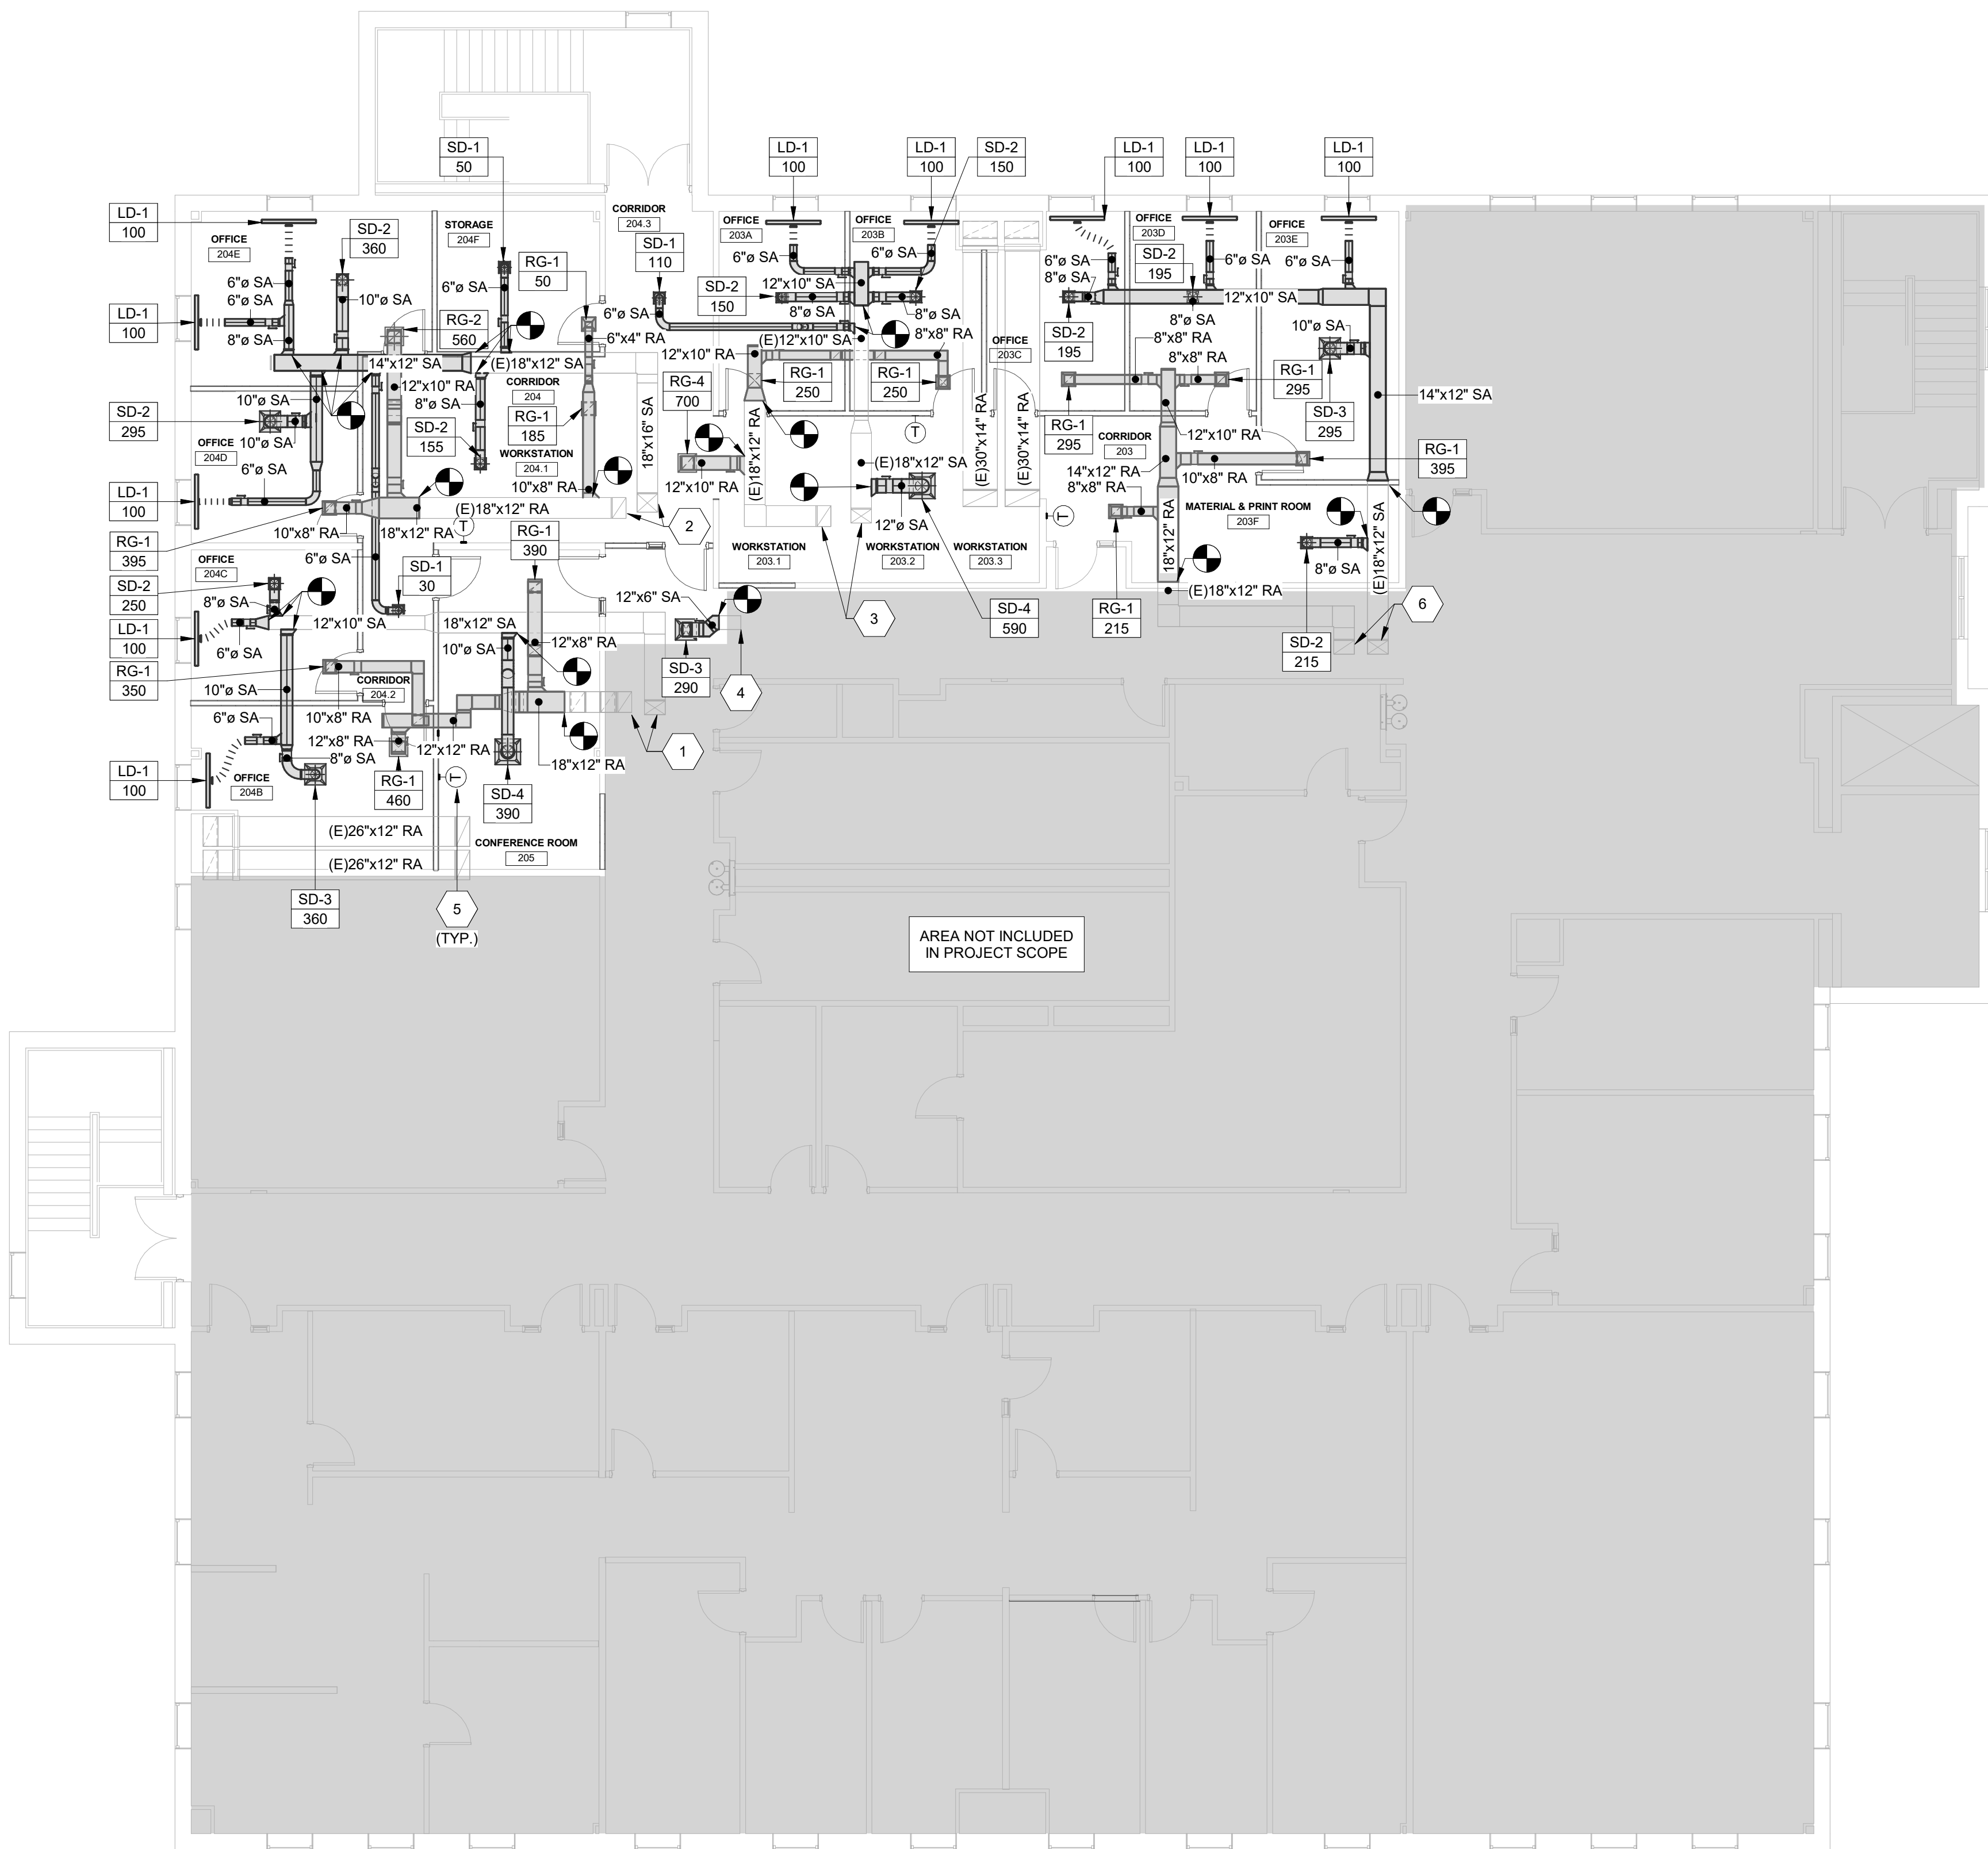 SD-1
50
LD-1
100
LD-1
100
SD-2
150
LD-1
100
LD-1
100
LD-1
100
LD-1
100
OFFICE
204E
SD-2
360
STORAGE
204F
CORRIDOR
204.3
SD-1
110
RG-1
50
OFFICE
203A
OFFICE
203B
OFFICE
203D
OFFICE
203E
SD-2
195
SD-2
150
6"ø SA
6"ø SA
12"x10" SA
8"ø SA
8"ø SA
8"x8" RA
(E)12"x10" SA
6"ø SA
8"ø SA
6"ø SA
6"ø SA
12"x10" SA
8"ø SA
10"ø SA
8"x8" RA
8"x8" RA
SD-2
195
6"ø SA
6"ø SA
10"ø SA
6"ø SA
8"ø SA
LD-1
100
RG-2
560
6"ø SA
6"x4" RA
14"x12" SA
(E)18"x12" SA
12"x10" RA
12"x10" RA
8"ø SA
CORRIDOR
204
RG-1
185
SD-2
155
WORKSTATION
204.1
10"x8" RA
18"x16" SA
RG-4
700
RG-1
250
RG-1
250
OFFICE
203C
T
RG-1
295
RG-1
295
SD-3
295
14"x12" SA
CORRIDOR
203
12"x10" RA
14"x12" RA
10"x8" RA
8"x8" RA
RG-1
395
SD-2
295
10"ø SA
10"ø SA
OFFICE
204D
6"ø SA
LD-1
100
12"x10" RA
(E)18"x12" RA
(E)18"x12" SA
12"ø SA
(E)30"x14" RA
(E)30"x14" RA
T
MATERIAL & PRINT ROOM
203F
18"x12" RA
(E)18"x12" SA
8"ø SA
(E)18"x12" RA
RG-1
395
10"x8" RA
18"x12" RA
(E)18"x12" RA
T
2
RG-1
390
WORKSTATION
203.1
WORKSTATION
203.2
WORKSTATION
203.3
OFFICE
204C
6"ø SA
SD-1
30
SD-2
250
8"ø SA
12"x6" SA
3
SD-4
590
RG-1
215
6
SD-2
215
LD-1
100
12"x10" SA
18"x12" SA
6"ø SA
10"ø SA
12"x8" RA
SD-3
290
4
RG-1
350
CORRIDOR
204.2
10"ø SA
10"x8" RA
6"ø SA
12"x8" RA
12"x12" RA
8"ø SA
18"x12" RA
1
LD-1
100
OFFICE
204B
RG-1
460
T
SD-4
390
(E)26"x12" RA
(E)26"x12" RA
CONFERENCE ROOM
205
SD-3
360
5
(TYP.)
AREA NOT INCLUDED
IN PROJECT SCOPE